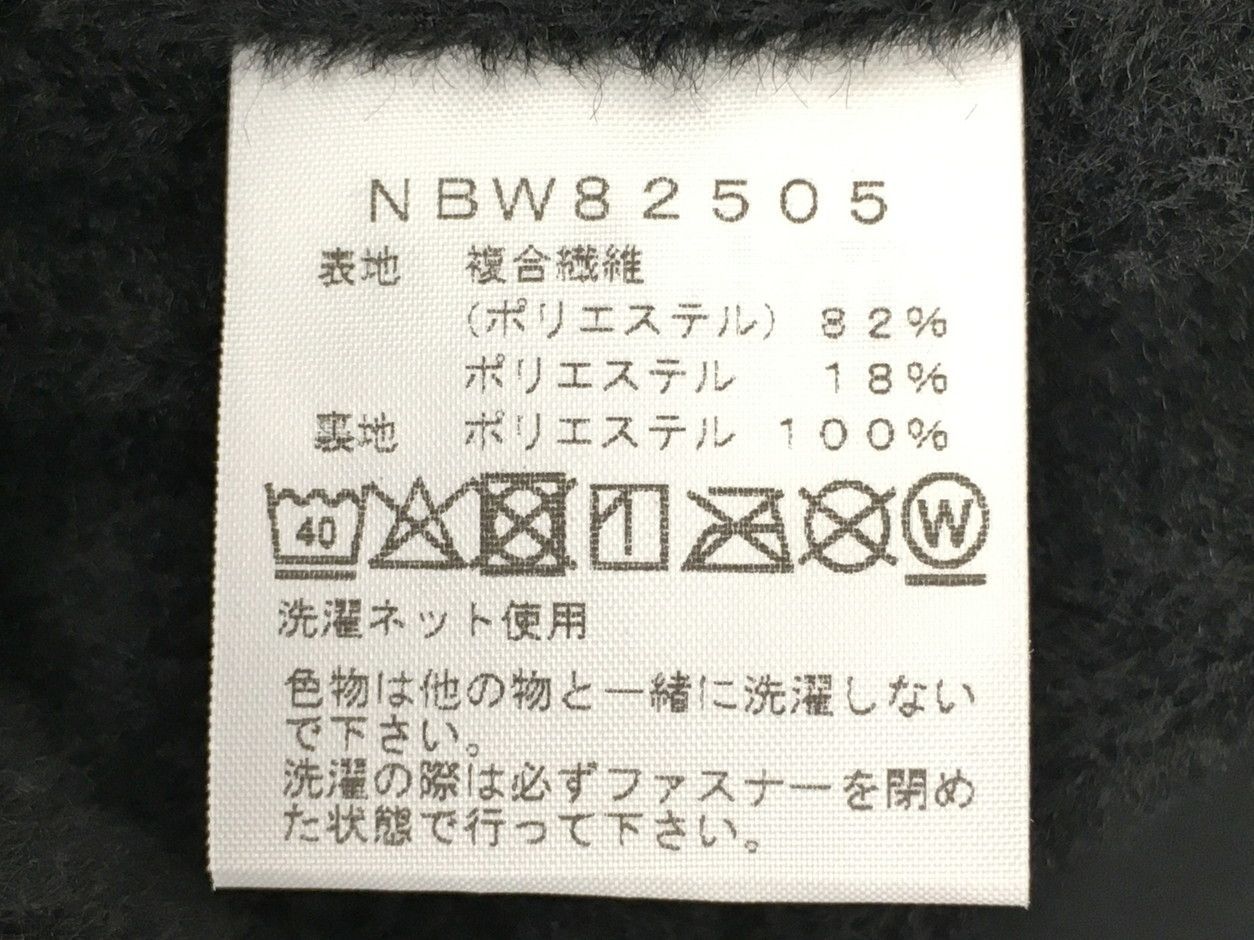 NBW82505
表地 複合繊維
(ポリエステル) 82%
ポリエステル 18%
裏地 ポリエステル 100%
40 W
洗濯ネット使用
色物は他の物と一緒に洗濯しない
で下さい。
洗濯の際は必ずファスナーを閉め
た状態で行って下さい。